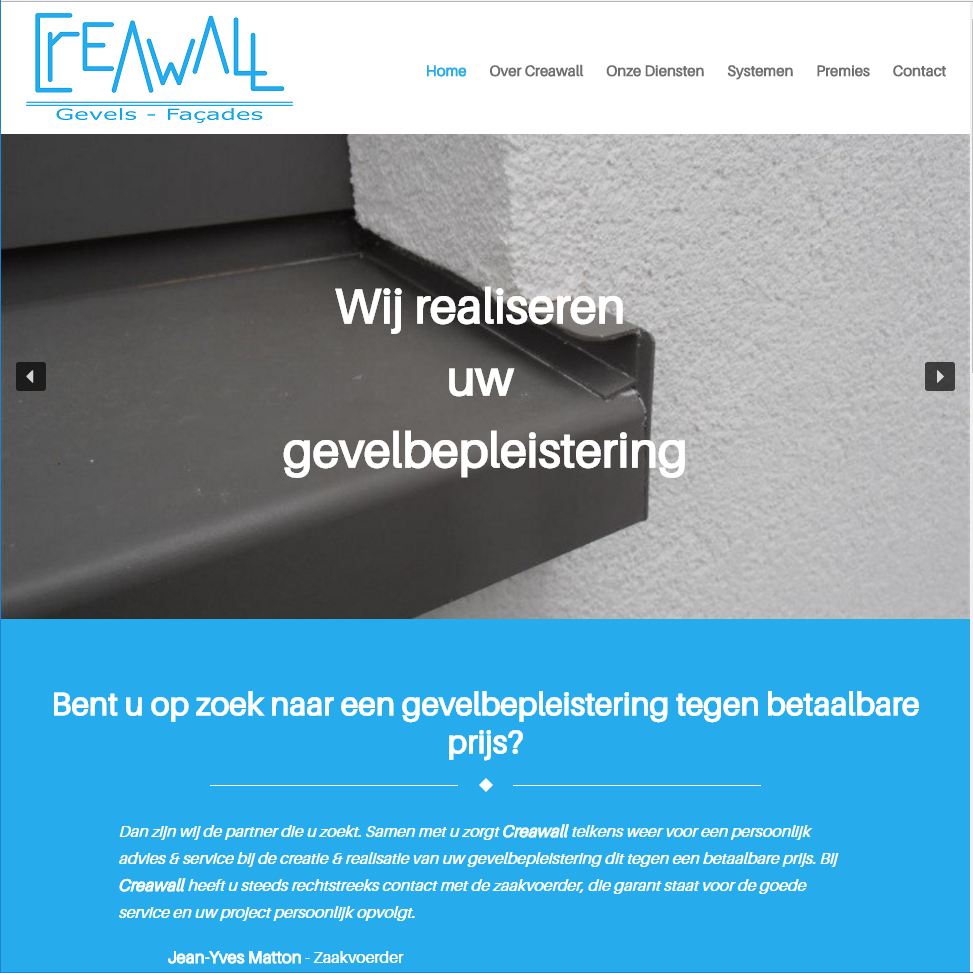 CREAWALL
Gevels - Façades
Home Over Creawall Onze Diensten Systemen Premies Contact
Wij realiseren
uw
gevelbepleistering
Bent u op zoek naar een gevelbepleistering tegen betaalbare
prijs?
Dan zijn wij de partner die u zoekt. Samen met u zorgt Creawall telkens weer voor een persoonlijk
advies & service bij de creatie & realisatie van uw gevelbepleistering dit tegen een betaalbare prijs. Bij
Creawall heeft u steeds rechtstreeks contact met de zaakvoerder, die garant staat voor de goede
service en uw project persoonlijk opvolgt.
Jean-Yves Matton - Zaakvoerder